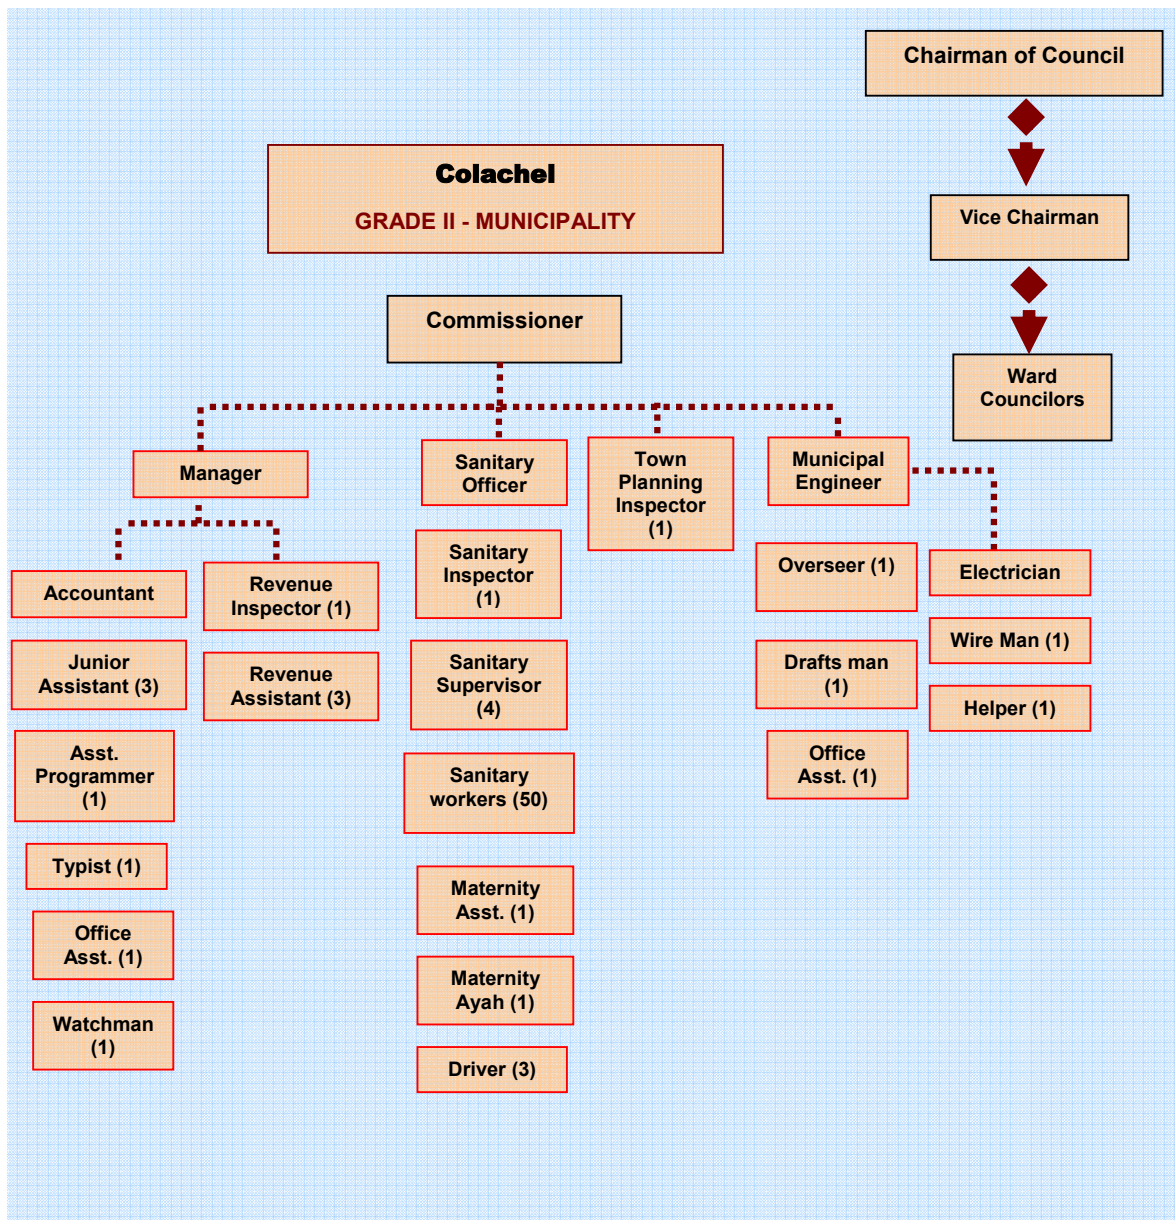 Chairman of Council
Colachel
GRADE II - MUNICIPALITY
Vice Chairman
Commissioner
Ward
Councilors
Manager
Sanitary
Officer
Town
Planning
Inspector
(1)
Municipal
Engineer
Accountant
Revenue
Inspector (1)
Sanitary
Inspector
(1)
Overseer (1)
Electrician
Junior
Assistant (3)
Revenue
Assistant (3)
Sanitary
Supervisor
(4)
Drafts man
(1)
Wire Man (1)
Helper (1)
Asst.
Programmer
(1)
Sanitary
workers (50)
Office
Asst. (1)
Typist (1)
Maternity
Asst. (1)
Office
Asst. (1)
Maternity
Ayah (1)
Watchman
(1)
Driver (3)